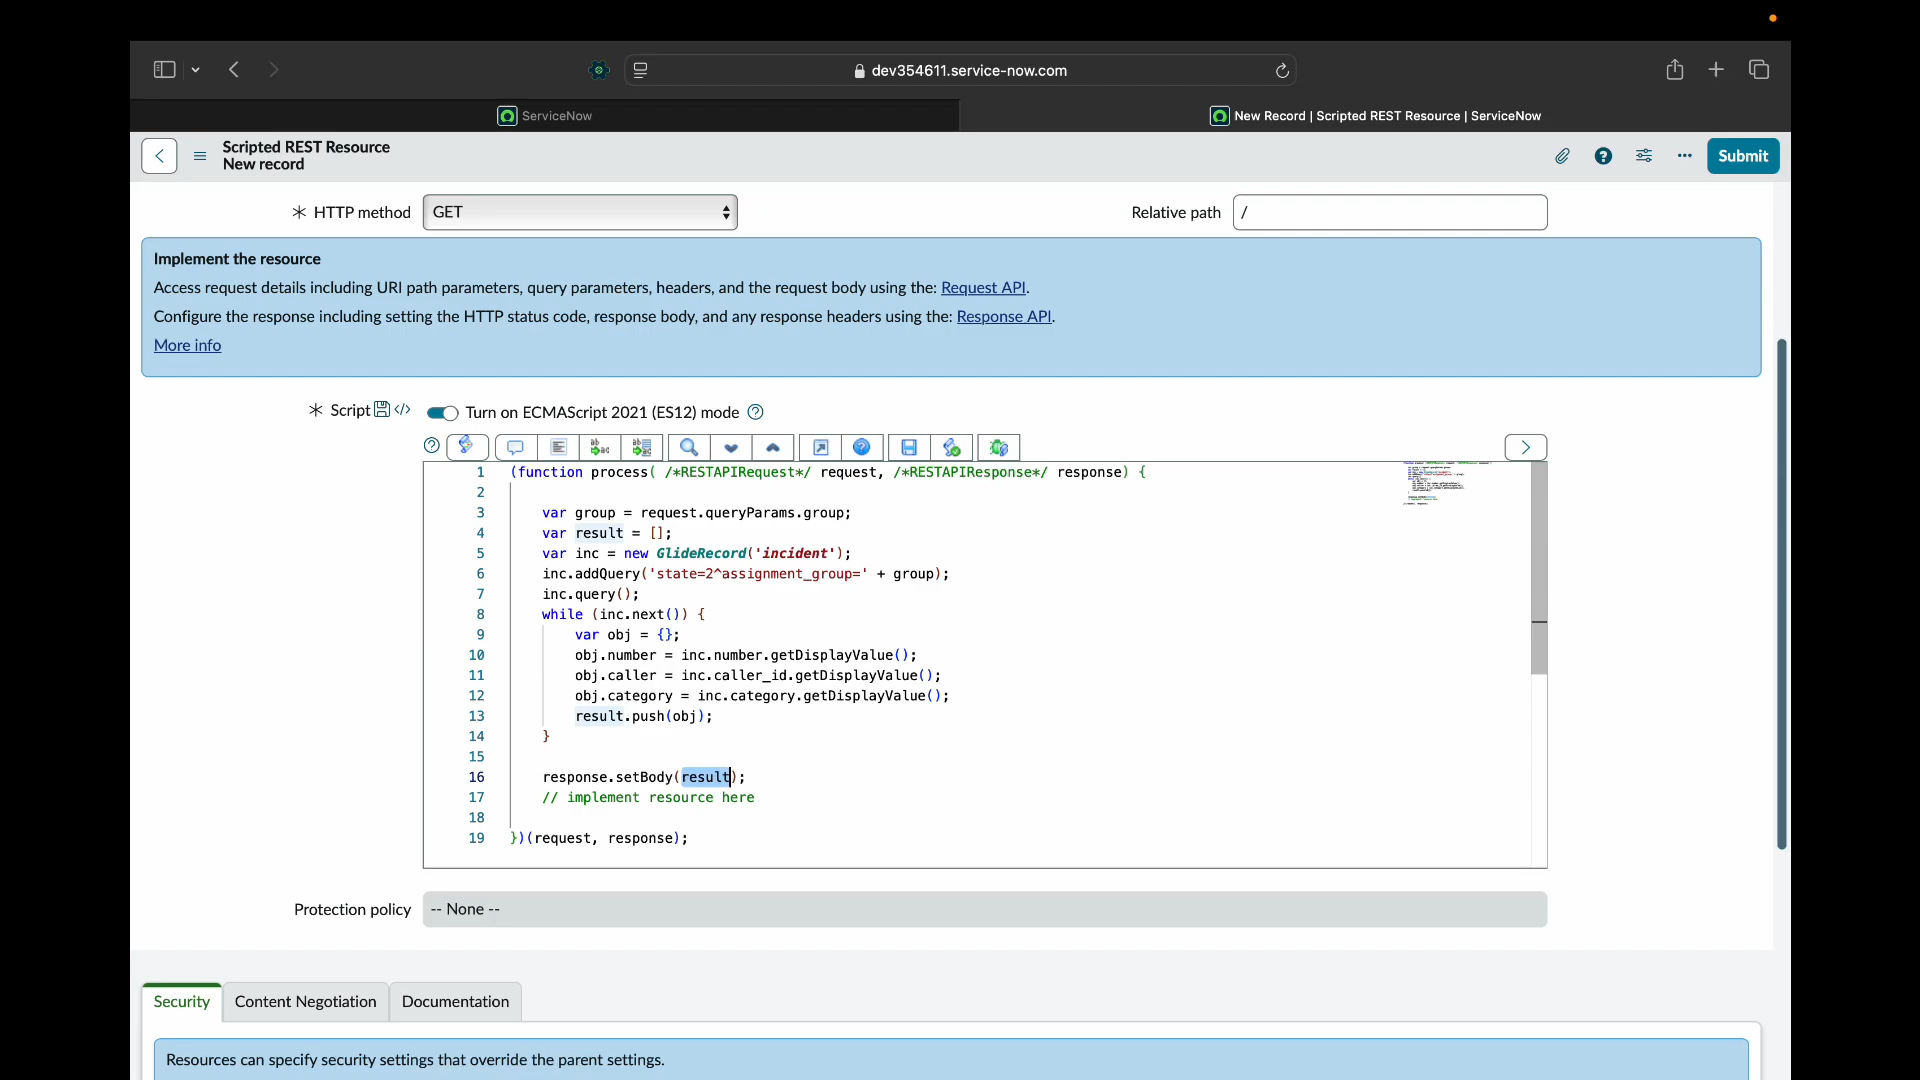 dev354611.service-now.com
ServiceNow
New Record | Scripted REST Resource | ServiceNow
Scripted REST Resource
New record
Submit
HTTP method
GET
Relative path
/
Implement the resource
Access request details including URI path parameters, query parameters, headers, and the request body using the: Request API.
Configure the response including setting the HTTP status code, response body, and any response headers using the: Response API.
More info
Script
Turn on ECMAScript 2021 (ES12) mode
1 (function process( /*RESTAPIRequest*/ request, /*RESTAPIResponse*/ response) {
2
3 var group = request.queryParams.group;
4 var result = [];
5 var inc = new GlideRecord('incident');
6 inc.addQuery('state=2^assignment_group=' + group);
7 inc.query();
8 while (inc.next()) {
9 var obj = {};
10 obj.number = inc.number.getDisplayValue();
11 obj.caller = inc.caller_id.getDisplayValue();
12 obj.category = inc.category.getDisplayValue();
13 result.push(obj);
14 }
15
16 response.setBody(result);
17 // implement resource here
18
19 })(request, response);
Protection policy
-- None --
Security
Content Negotiation
Documentation
Resources can specify security settings that override the parent settings.